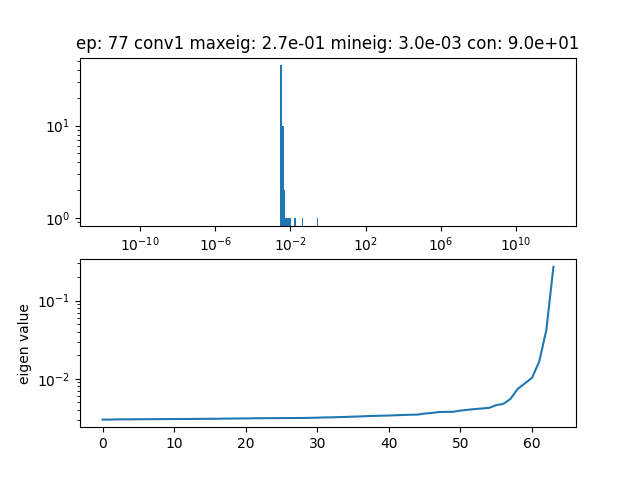 ep: 77 conv1 maxeig: 2.7e-01 mineig: 3.0e-03 con: 9.0e+01
10¹
10⁰
10⁻¹⁰ 10⁻⁶ 10⁻² 10² 10⁶ 10¹⁰
eigen value
10⁻¹
10⁻²
0 10 20 30 40 50 60